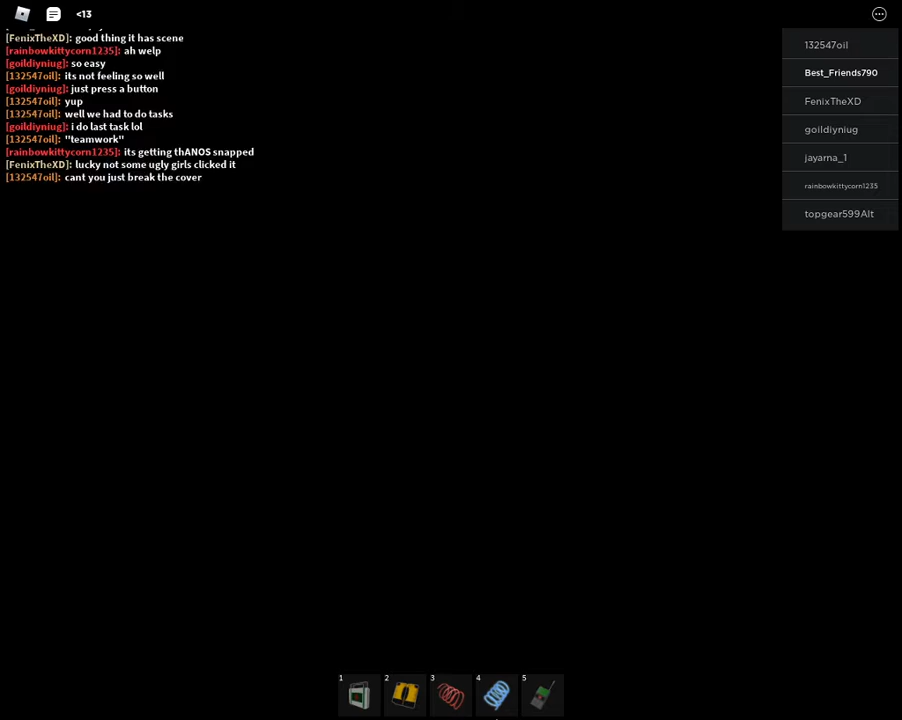 <13
[FenixTheXD]: good thing it has scene
[rainbowkittycorn1235]: ah welp
[goildiyniug]: so easy
[132547oil]: its not feeling so well
[goildiyniug]: just press a button
[132547oil]: yup
[132547oil]: well we had to do tasks
[goildiyniug]: i do last task lol
[132547oil]: "teamwork"
[rainbowkittycorn1235]: its getting thANOS snapped
[FenixTheXD]: lucky not some ugly girls clicked it
[132547oil]: cant you just break the cover
132547oil
Best_Friends790
FenixTheXD
goildiyniug
jayarna_1
rainbowkittycorn1235
topgear599Alt
1
2
3
4
5